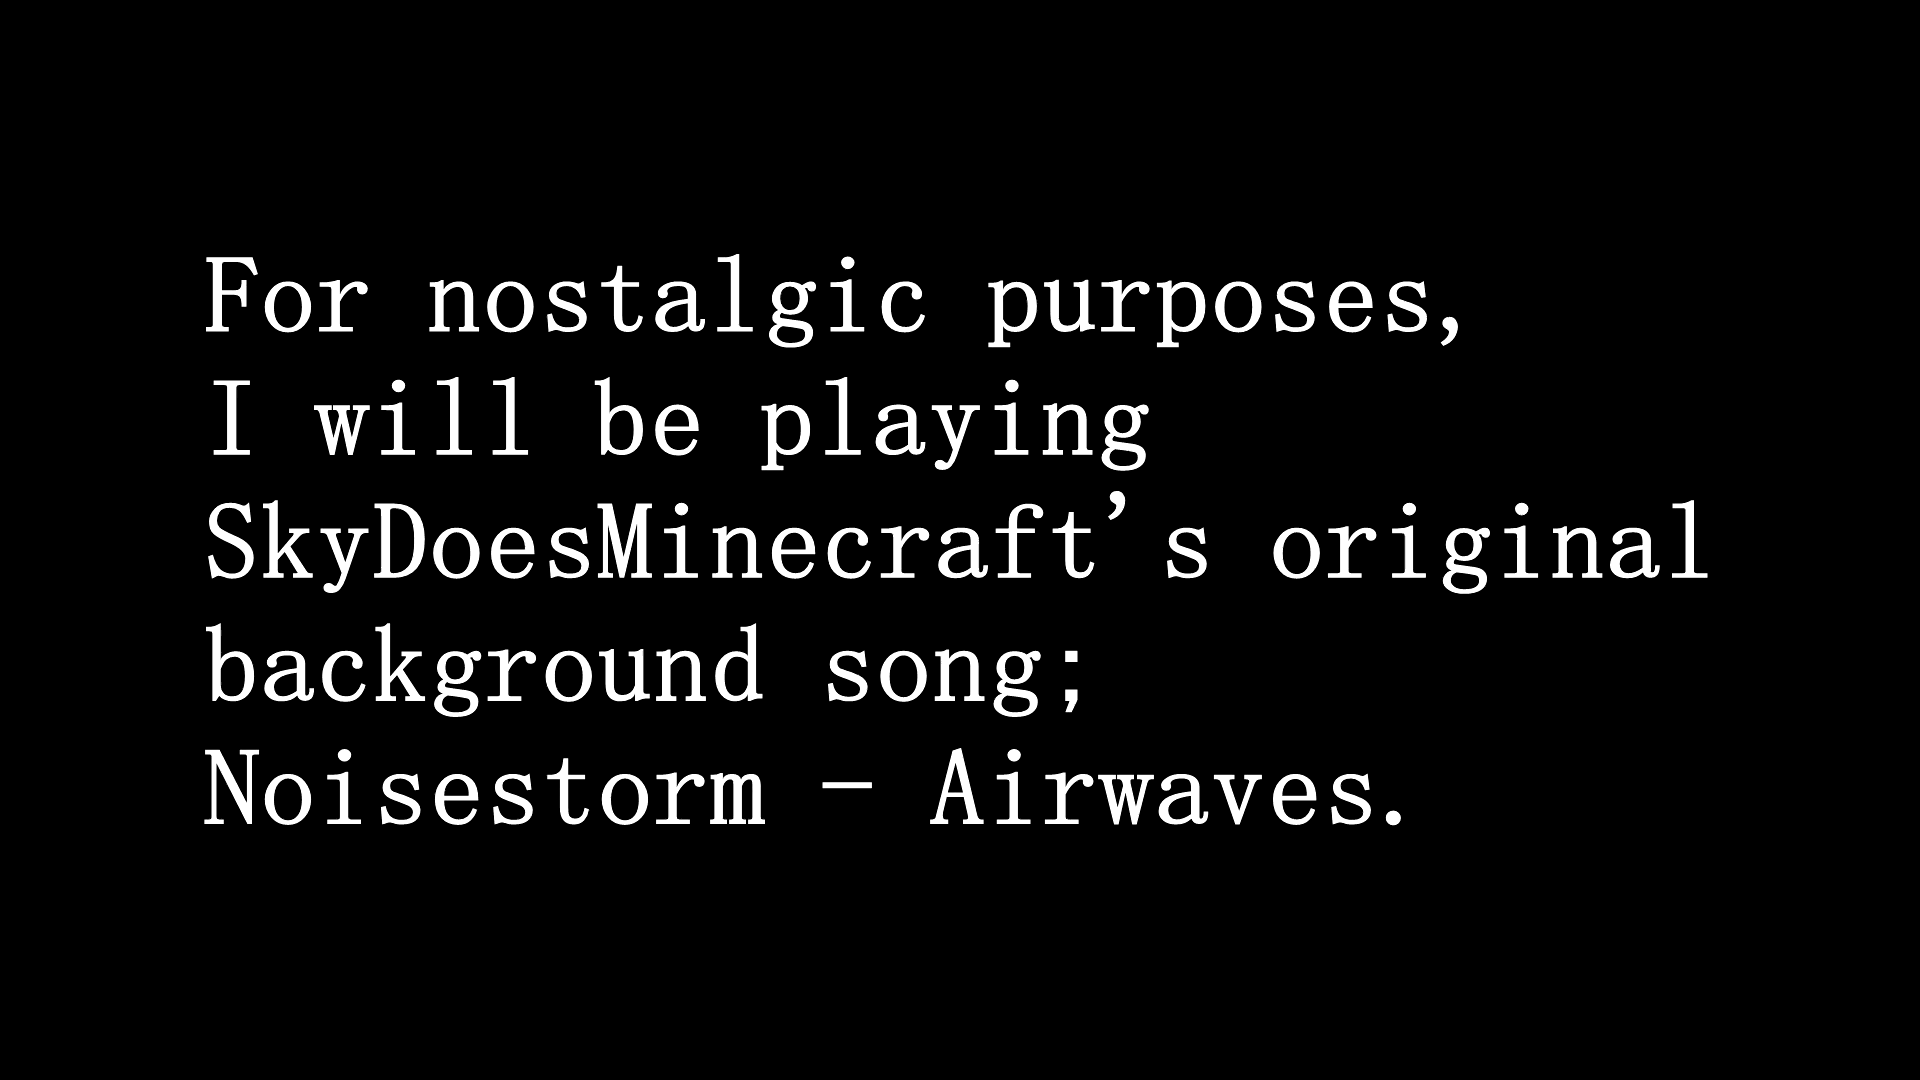 For nostalgic purposes,
I will be playing
SkyDoesMinecraft's original
background song;
Noisestorm - Airwaves.